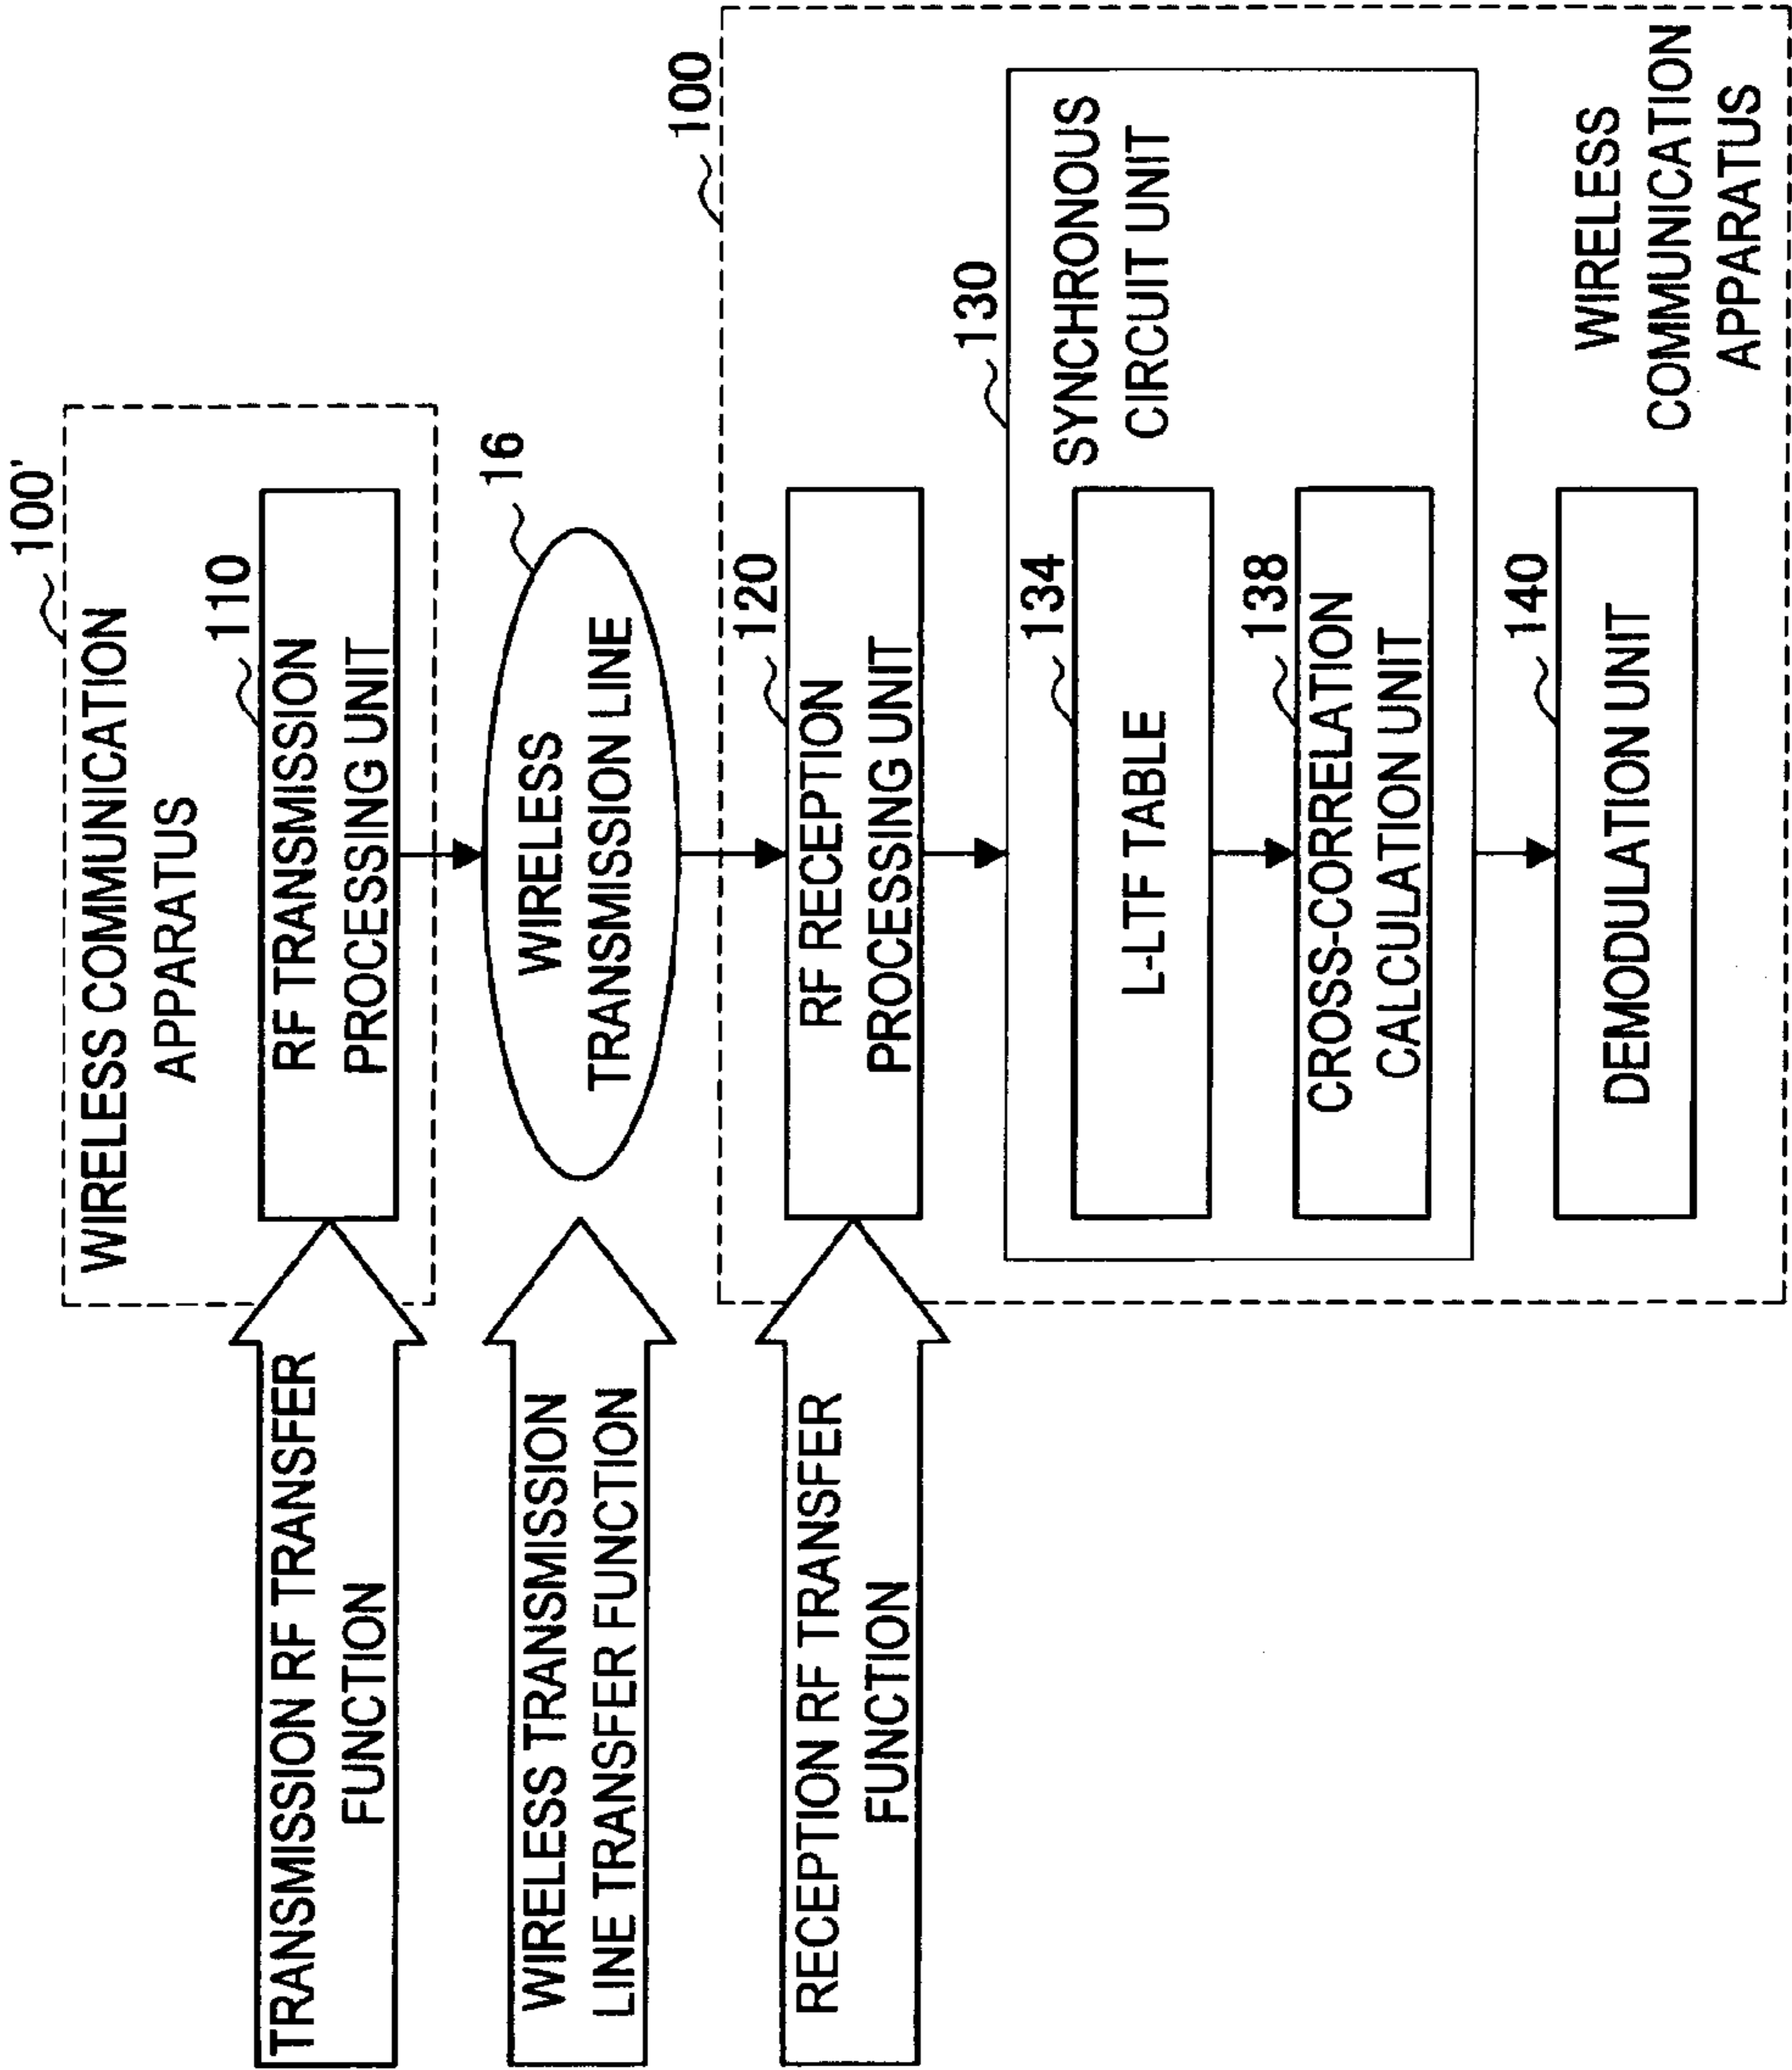 100'
WIRELESS COMMUNICATION
APPARATUS
110
TRANSMISSION RF TRANSFER
FUNCTION
RF TRANSMISSION
PROCESSING UNIT
16
WIRELESS TRANSMISSION
LINE TRANSFER FUNCTION
WIRELESS
TRANSMISSION LINE
100
120
RECEPTION RF TRANSFER
FUNCTION
RF RECEPTION
PROCESSING UNIT
130
SYNCHRONOUS
CIRCUIT UNIT
134
L-LTF TABLE
138
CROSS-CORRELATION
CALCULATION UNIT
140
DEMODULATION UNIT
WIRELESS
COMMUNICATION
APPARATUS